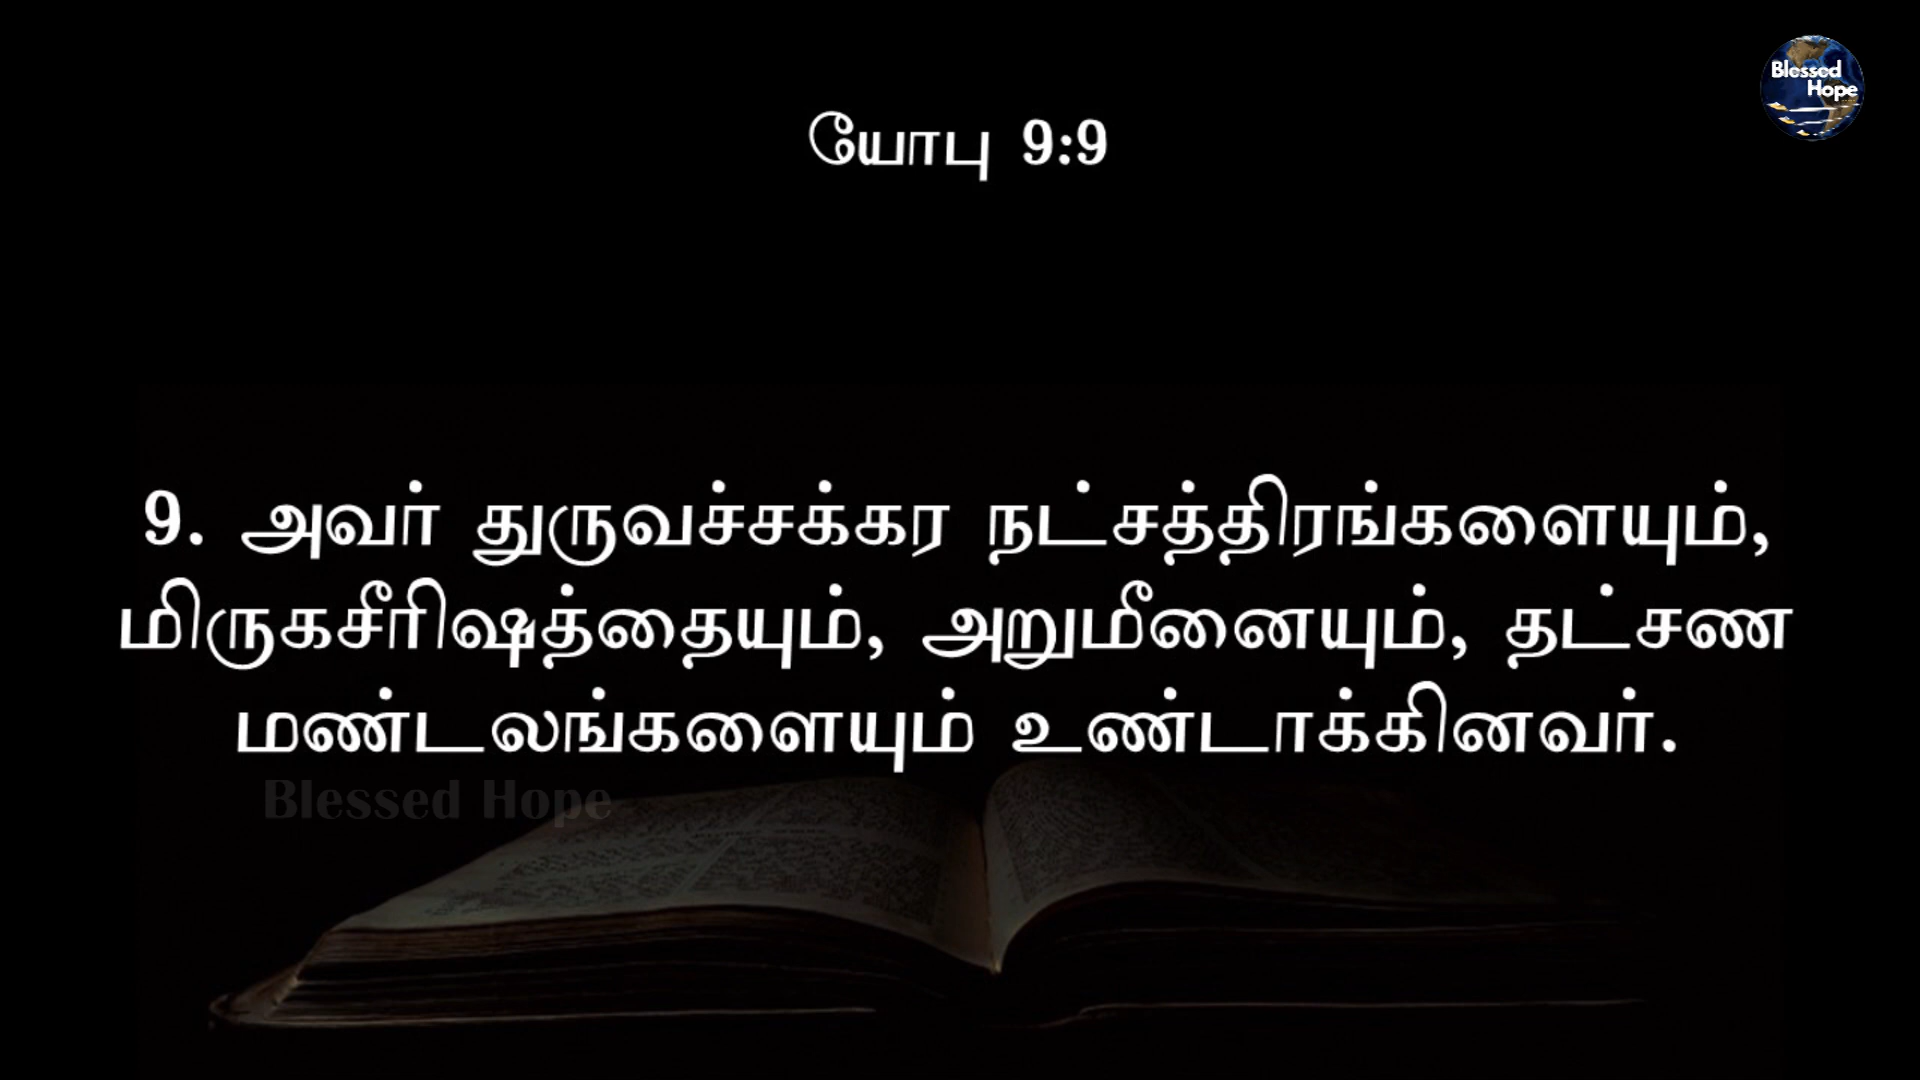 Blessed
Hope
யோபு 9:9
9. அவர் துருவச்சக்கர நட்சத்திரங்களையும்,
மிருகசீரிஷத்தையும், அறுமீனையும், தட்சண
மண்டலங்களையும் உண்டாக்கினவர்.
Blessed Hope